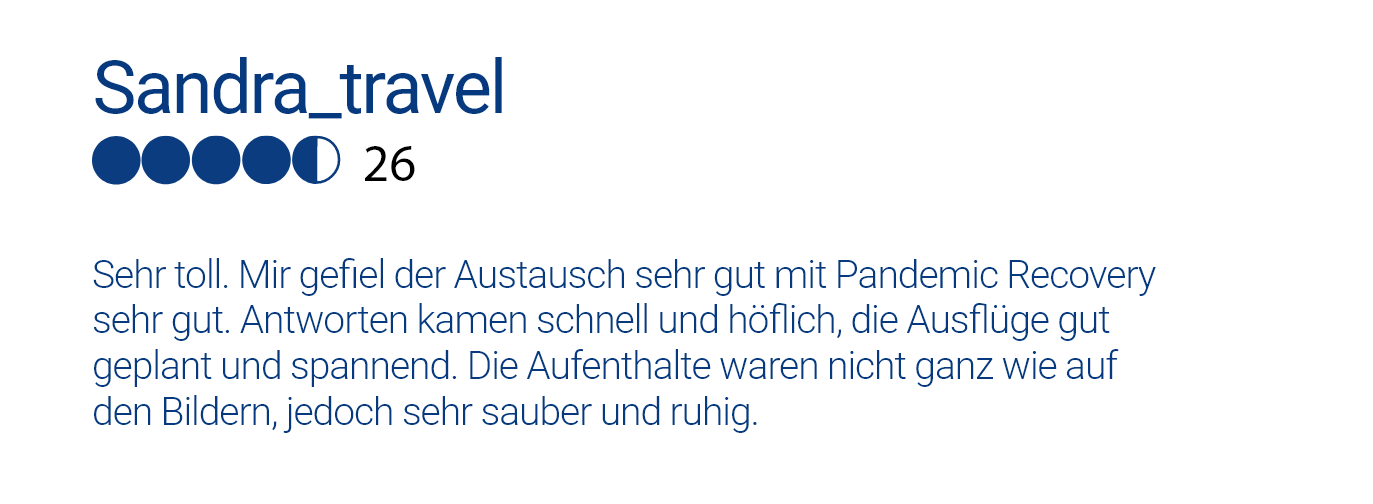 Sandra_travel
26
Sehr toll. Mir gefiel der Austausch sehr gut mit Pandemic Recovery
sehr gut. Antworten kamen schnell und höflich, die Ausflüge gut
geplant und spannend. Die Aufenthalte waren nicht ganz wie auf
den Bildern, jedoch sehr sauber und ruhig.